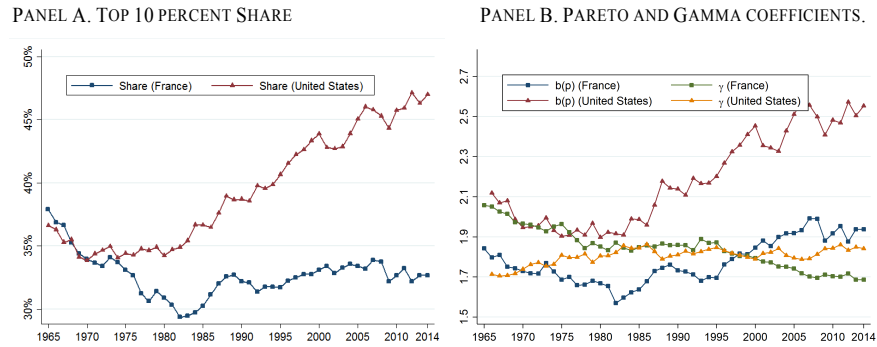 PANEL A. TOP 10 PERCENT SHARE
50%
45%
40%
35%
30%
Share (France) Share (United States)
1965 1970 1975 1980 1985 1990 1995 2000 2005 2010 2014
PANEL B. PARETO AND GAMMA COEFFICIENTS.
2.7
2.5
2.3
2.1
1.9
1.7
1.5
b(p) (France) γ (France)
b(p) (United States) γ (United States)
1965 1970 1975 1980 1985 1990 1995 2000 2005 2010 2014